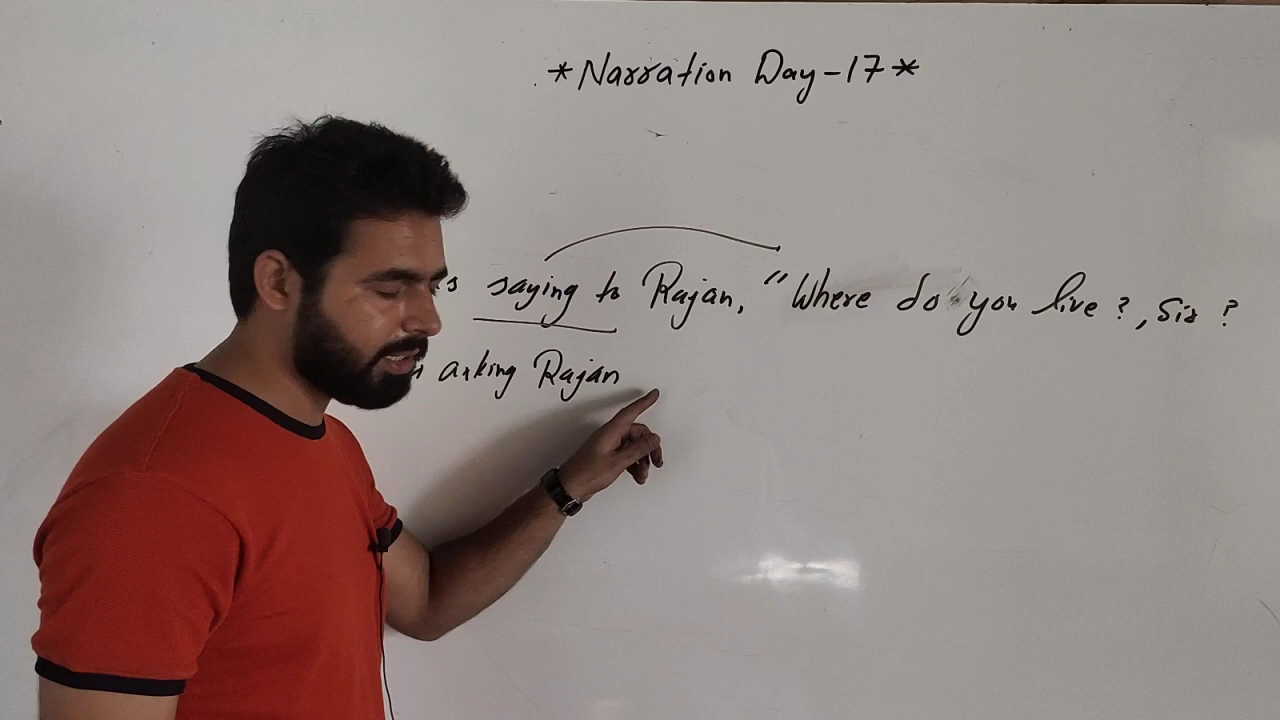 *Narration Day-17*
saying to Rajan, "Where do you live?, Sir?
asking Rajan